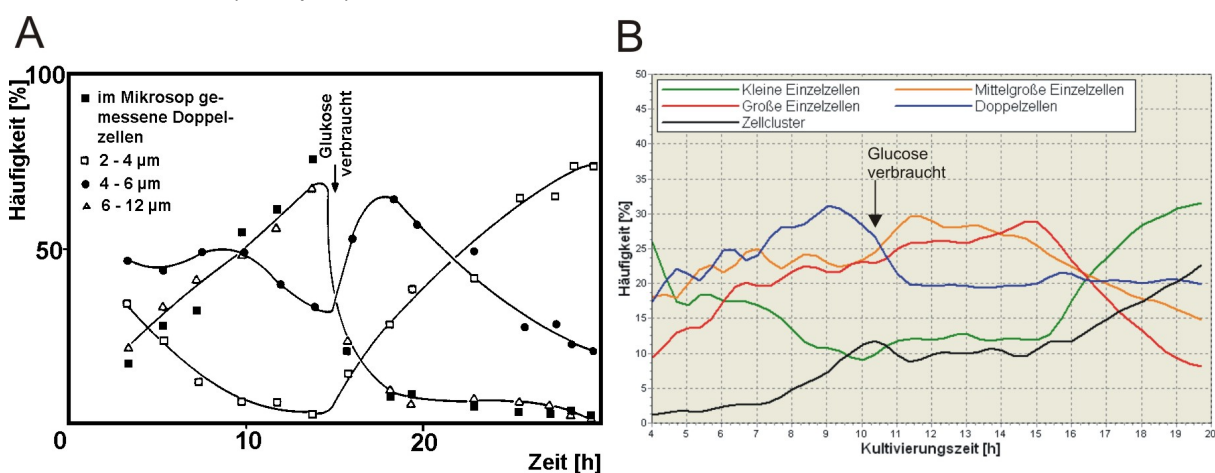 A
100
50
0
10
20
Häufigkeit [%]
Zeit [h]
im Mikrosop ge-
messene Doppel-
zellen
2 - 4 µm
4 - 6 µm
6 - 12 µm
Glukose
verbraucht
B
Häufigkeit [%]
50
45
40
35
30
25
20
15
10
5
0
Kleine Einzelzellen
Mittelgroße Einzelzellen
Große Einzelzellen
Doppelzellen
Zellcluster
Glucose
verbraucht
4 5 6 7 8 9 10 11 12 13 14 15 16 17 18 19 20
Kultivierungszeit [h]